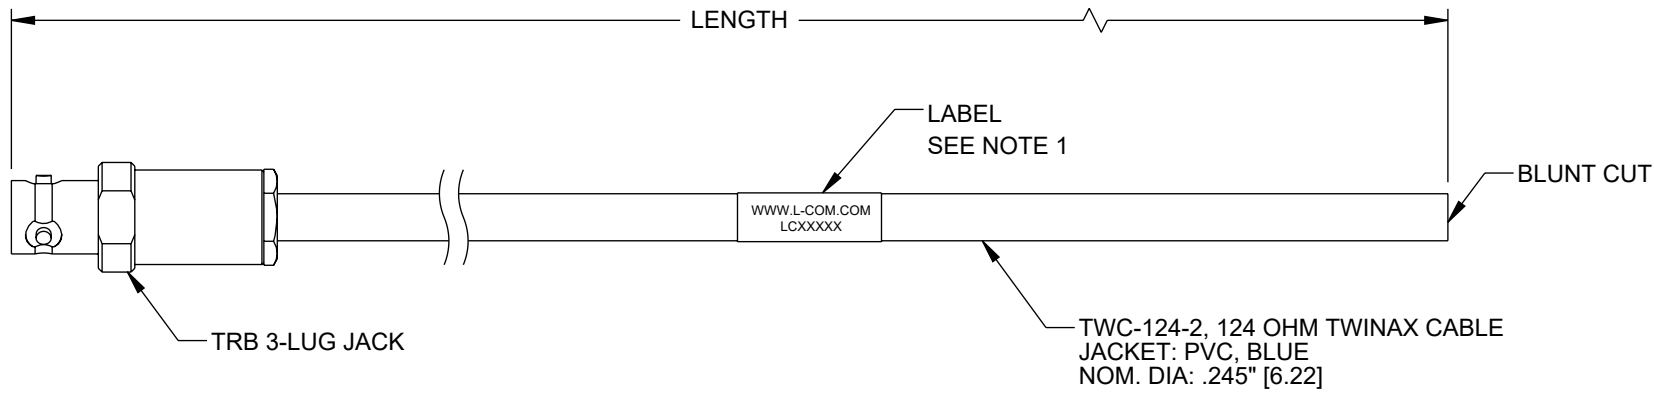 LENGTH
LABEL
SEE NOTE 1
BLUNT CUT
WWW.L-COM.COM
LCXXXXX
TRB 3-LUG JACK
TWC-124-2, 124 OHM TWINAX CABLE
JACKET: PVC, BLUE
NOM. DIA: .245" [6.22]